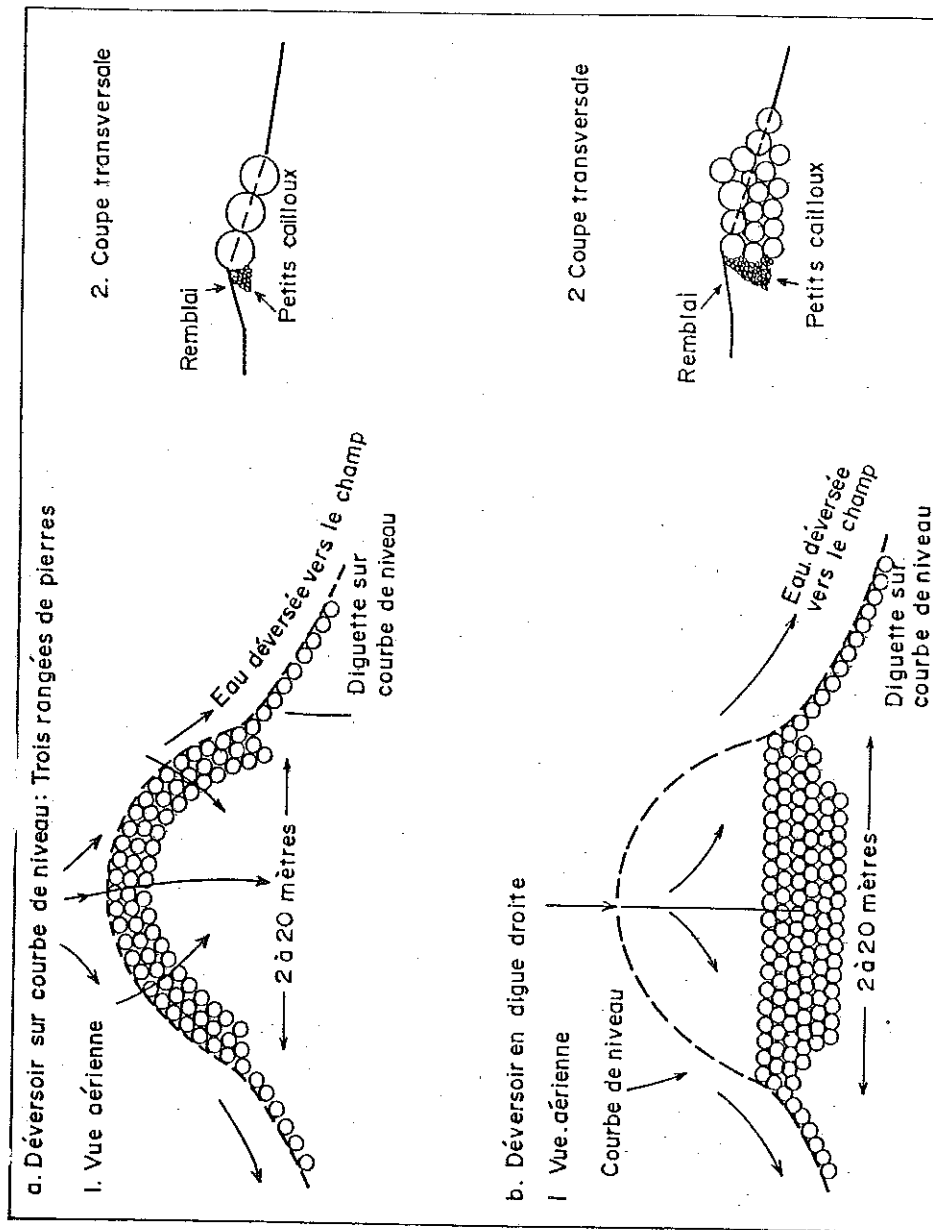 a. Déversoir sur courbe de niveau: Trois rangées de pierres
1. Vue aérienne
Eau déversée vers le champ
Diguette sur
courbe de niveau
2 à 20 mètres
2. Coupe transversale
Remblai
Petits cailloux
b. Déversoir en digue droite
1 Vue aérienne
Courbe de niveau
Eau déversée
vers le champ
Diguette sur
courbe de niveau
2 à 20 mètres
2 Coupe transversale
Remblai
Petits cailloux